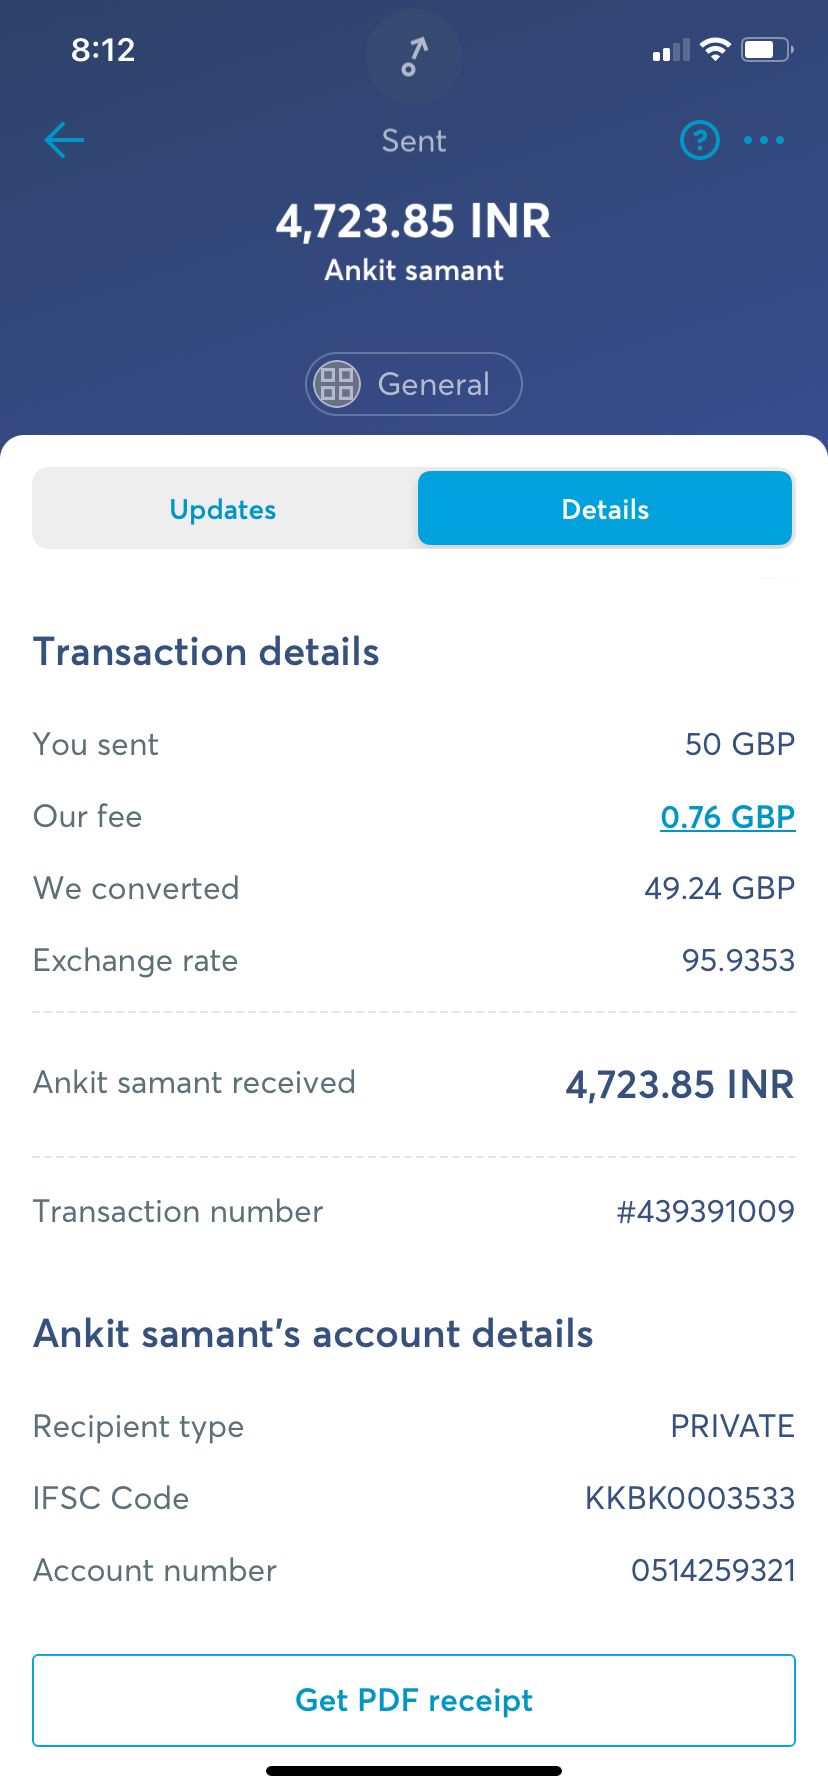 8:12
Sent
?
4,723.85 INR
Ankit samant
General
Updates Details
Transaction details
You sent 50 GBP
Our fee 0.76 GBP
We converted 49.24 GBP
Exchange rate 95.9353
Ankit samant received 4,723.85 INR
Transaction number #439391009
Ankit samant's account details
Recipient type PRIVATE
IFSC Code KKBK0003533
Account number 0514259321
Get PDF receipt